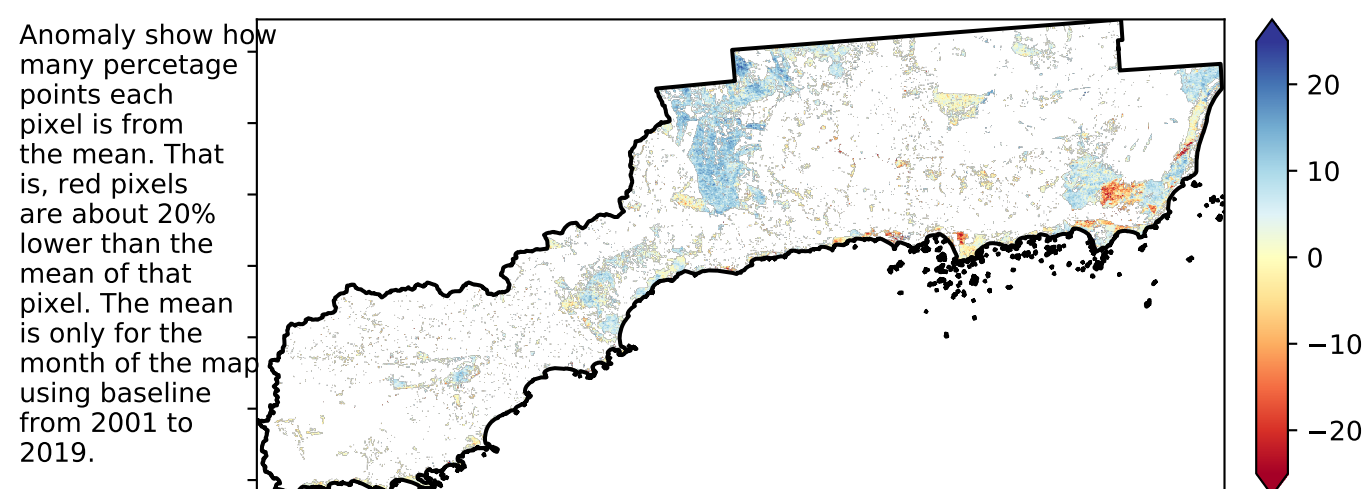 Anomaly show how
many percetage
points each
pixel is from
the mean. That
is, red pixels
are about 20%
lower than the
mean of that
pixel. The mean
is only for the
month of the map
using baseline
from 2001 to
2019.
20
10
0
−10
−20